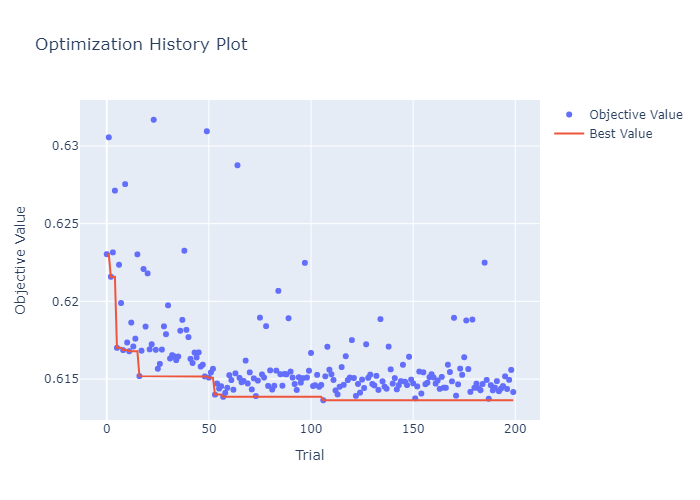 Optimization History Plot
Objective Value
Best Value
0.63
0.625
0.62
0.615
Objective Value
0
50
100
150
200
Trial